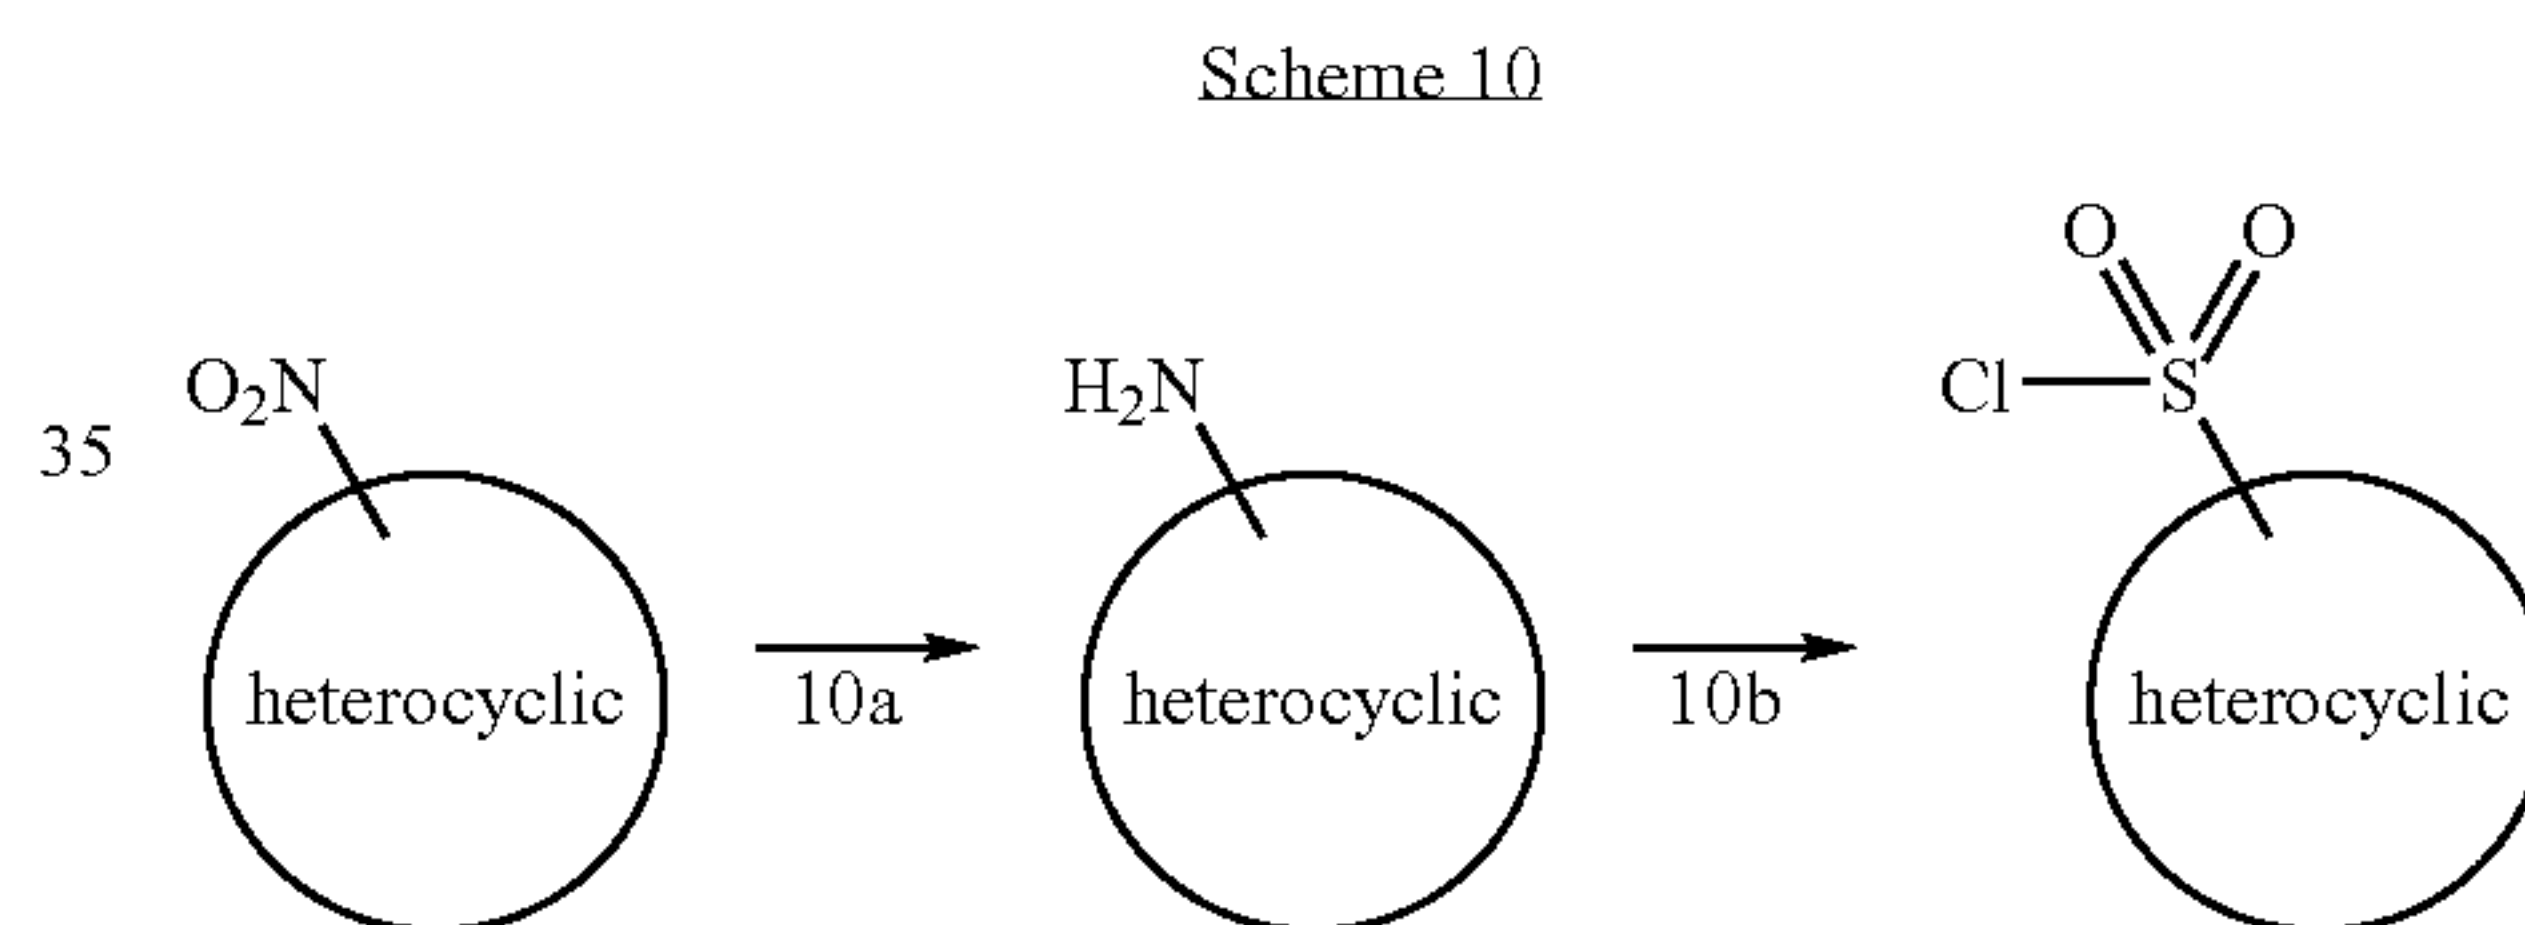 Scheme 10
O O
O₂N H₂N Cl S
35
heterocyclic heterocyclic heterocyclic
10a 10b